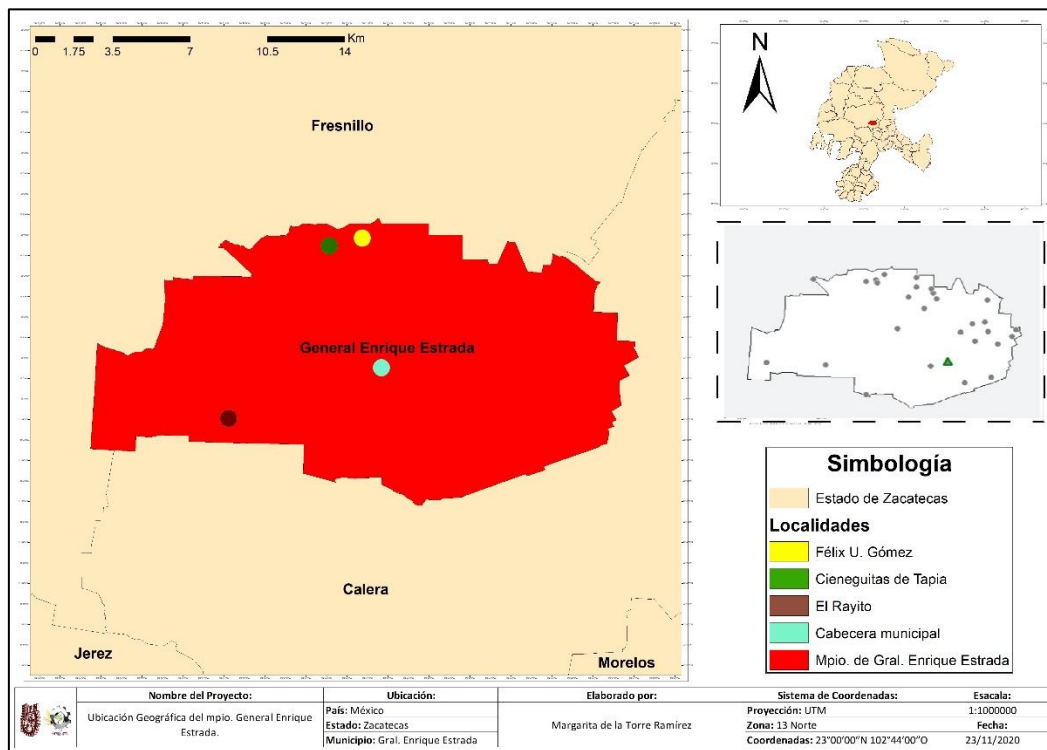 Km
0 1.75 3.5 7 10.5 14
Fresnillo
General Enrique Estrada
Calera
Jerez
Morelos
N
Simbología
Estado de Zacatecas
Localidades
Félix U. Gómez
Cieneguitas de Tapia
El Rayito
Cabecera municipal
Mpio. de Gral. Enrique Estrada
Nombre del Proyecto:
Ubicación Geográfica del mpio. General Enrique
Estrada.
Ubicación:
País: México
Estado: Zacatecas
Municipio: Gral. Enrique Estrada
Elaborado por:
Margarita de la Torre Ramírez
Sistema de Coordenadas:
Proyección: UTM
Zona: 13 Norte
Coordenadas: 23°00'00"N 102°44'00"O
Esacala:
1:1000000
Fecha:
23/11/2020